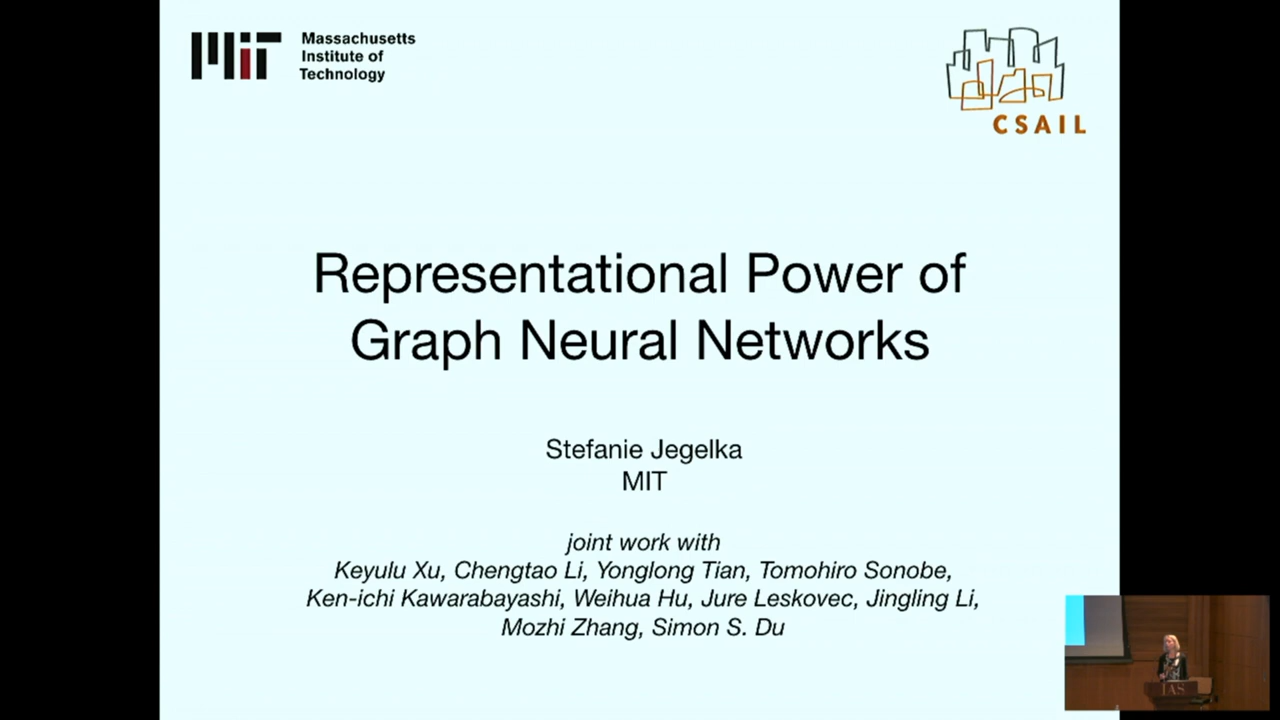 Massachusetts
Institute of
Technology
CSAIL
Representational Power of
Graph Neural Networks
Stefanie Jegelka
MIT
joint work with
Keyulu Xu, Chengtao Li, Yonglong Tian, Tomohiro Sonobe,
Ken-ichi Kawarabayashi, Weihua Hu, Jure Leskovec, Jingling Li,
Mozhi Zhang, Simon S. Du
IAS